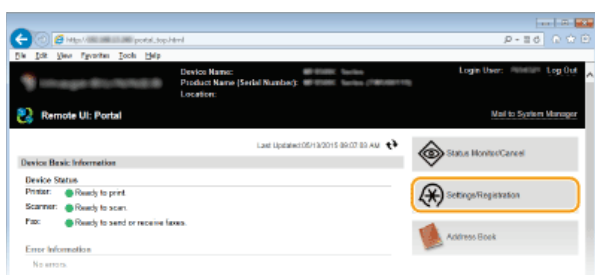 http:// portal_top.html
File Edit View Favorites Tools Help
Device Name: Series
Product Name (Serial Number): Series
Location:
Login User: Log Out
Remote UI: Portal
Mail to System Manager
Last Updated:05/13/2015 09:07:03 AM
Device Basic Information
Device Status
Printer: Ready to print.
Scanner: Ready to scan.
Fax: Ready to send or receive faxes.
Error Information
No errors.
Status Monitor/Cancel
Settings/Registration
Address Book